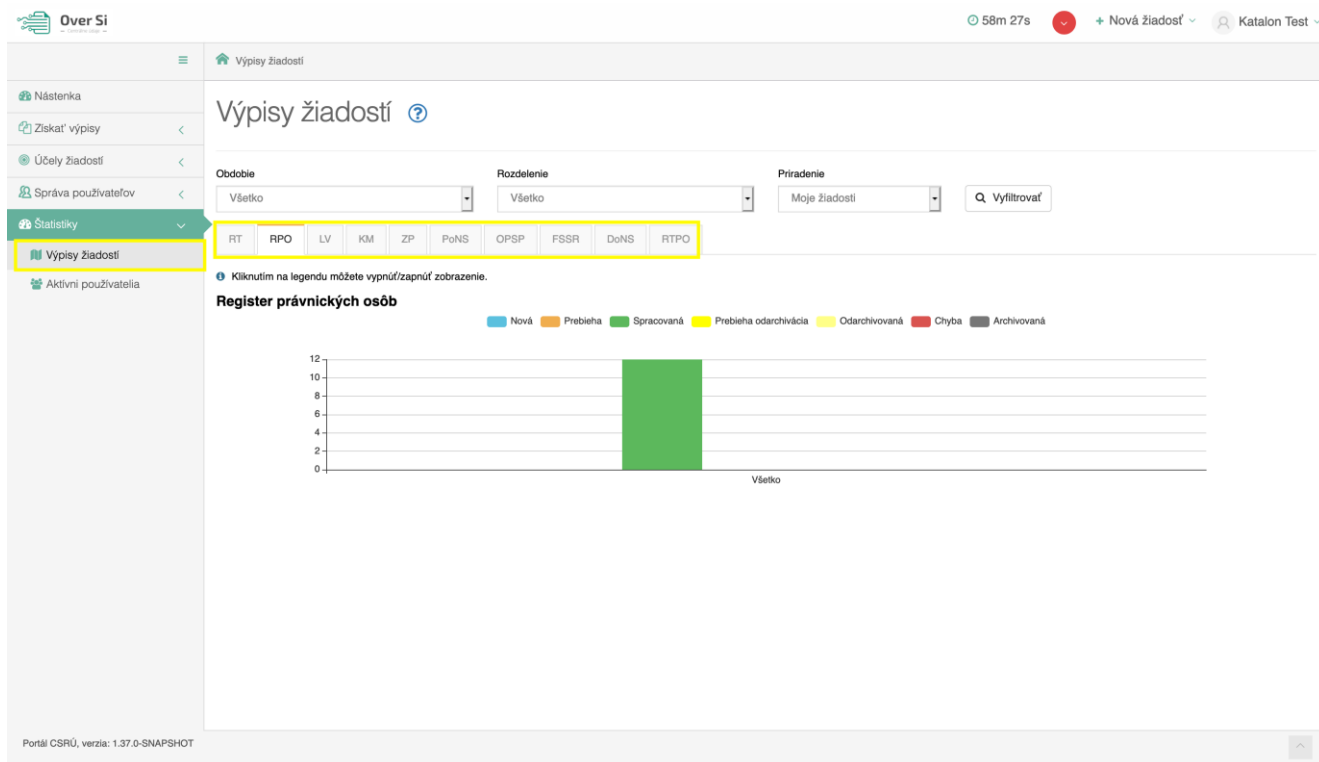 Over Si
58m 27s
+ Nová žiadosť
Katalon Test
Výpisy žiadostí
Nástenka
Získať výpisy
Účely žiadostí
Správa používateľov
Štatistiky
Výpisy žiadostí
Aktívni používatelia
Výpisy žiadostí
Obdobie Rozdelenie Priradenie
Všetko Všetko Moje žiadosti Vyfiltrovať
RT RPO LV KM ZP PoNS OPSP FSSR DoNS RTPO
Kliknutím na legendu môžete vypnúť/zapnúť zobrazenie.
Register právnických osôb
Nová Prebieha Spracovaná Prebieha odarchivácia Odarchivovaná Chyba Archivovaná
12
10
8
6
4
2
0
Všetko
Portál CSRÚ, verzia: 1.37.0-SNAPSHOT